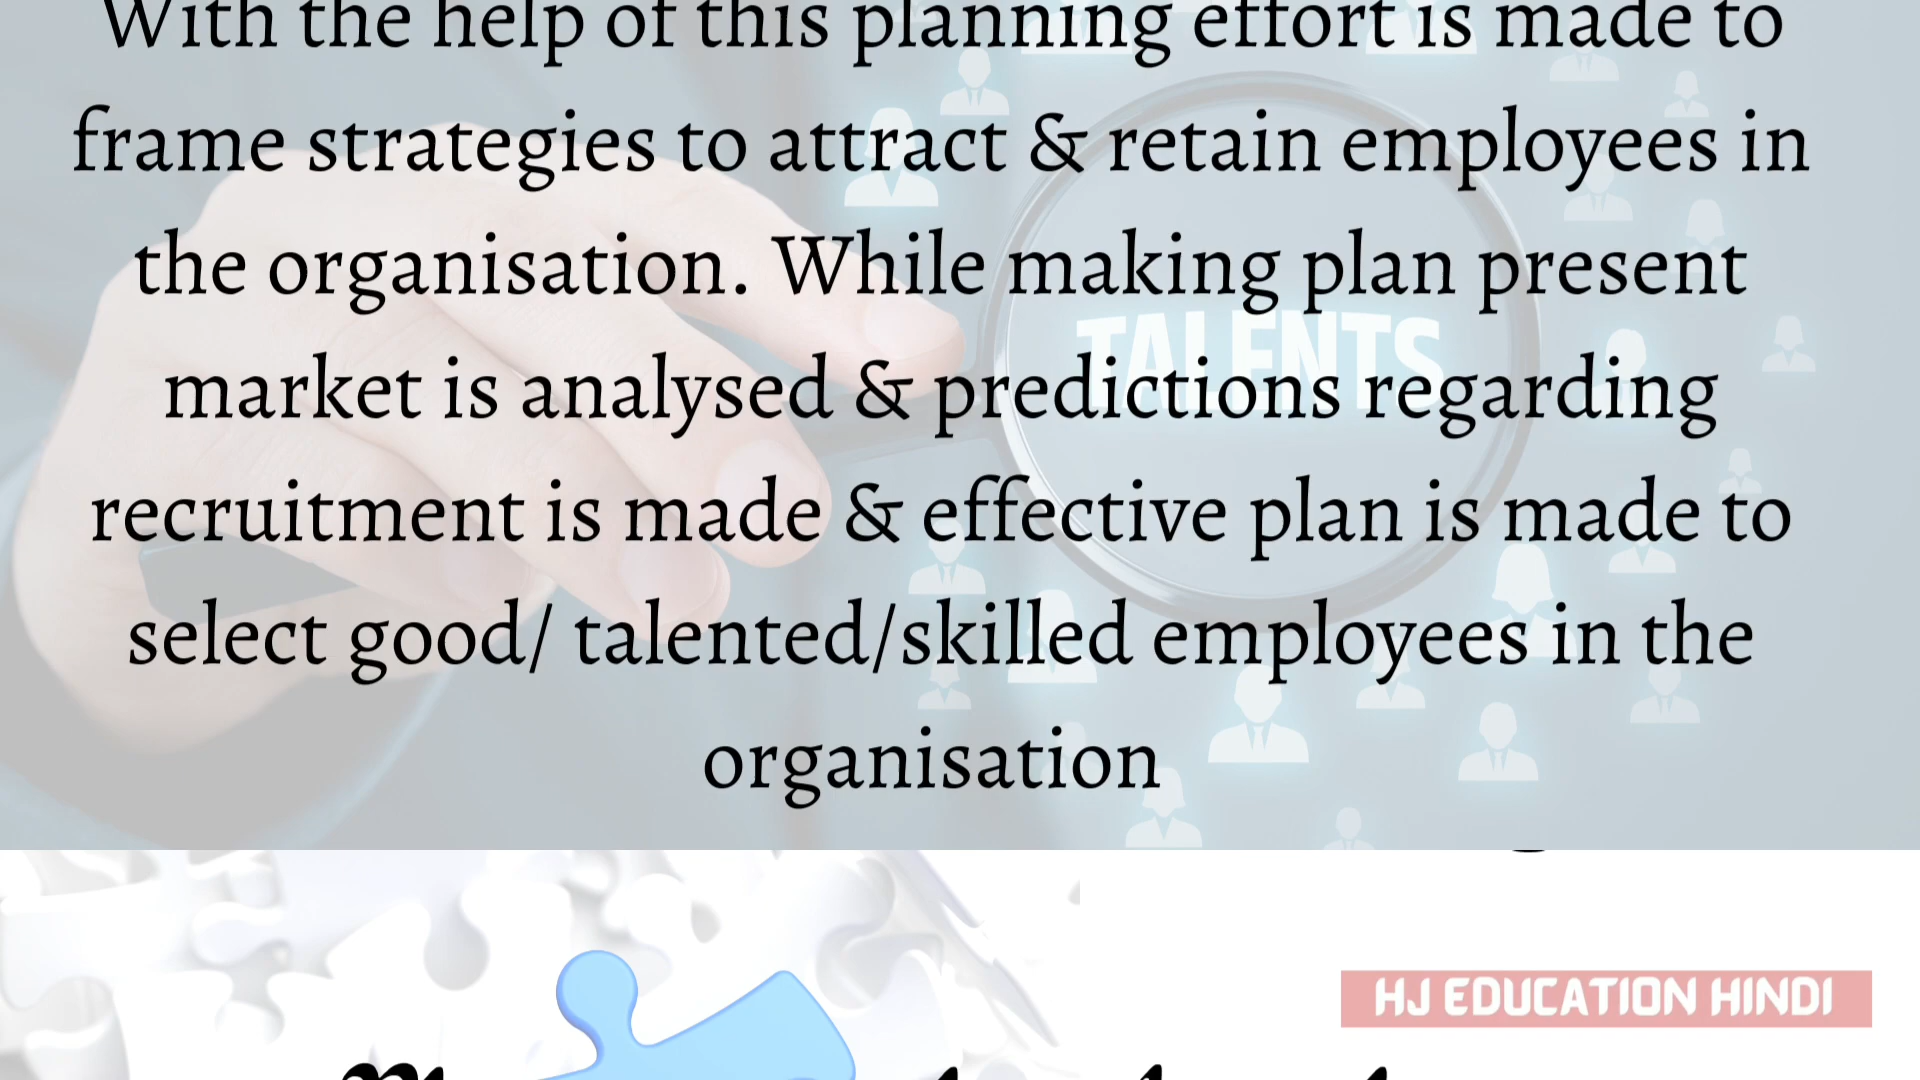 With the help of this planning effort is made to
frame strategies to attract & retain employees in
the organisation. While making plan present
TALENTS
market is analysed & predictions regarding
recruitment is made & effective plan is made to
select good/ talented/skilled employees in the
organisation
HJ EDUCATION HINDI